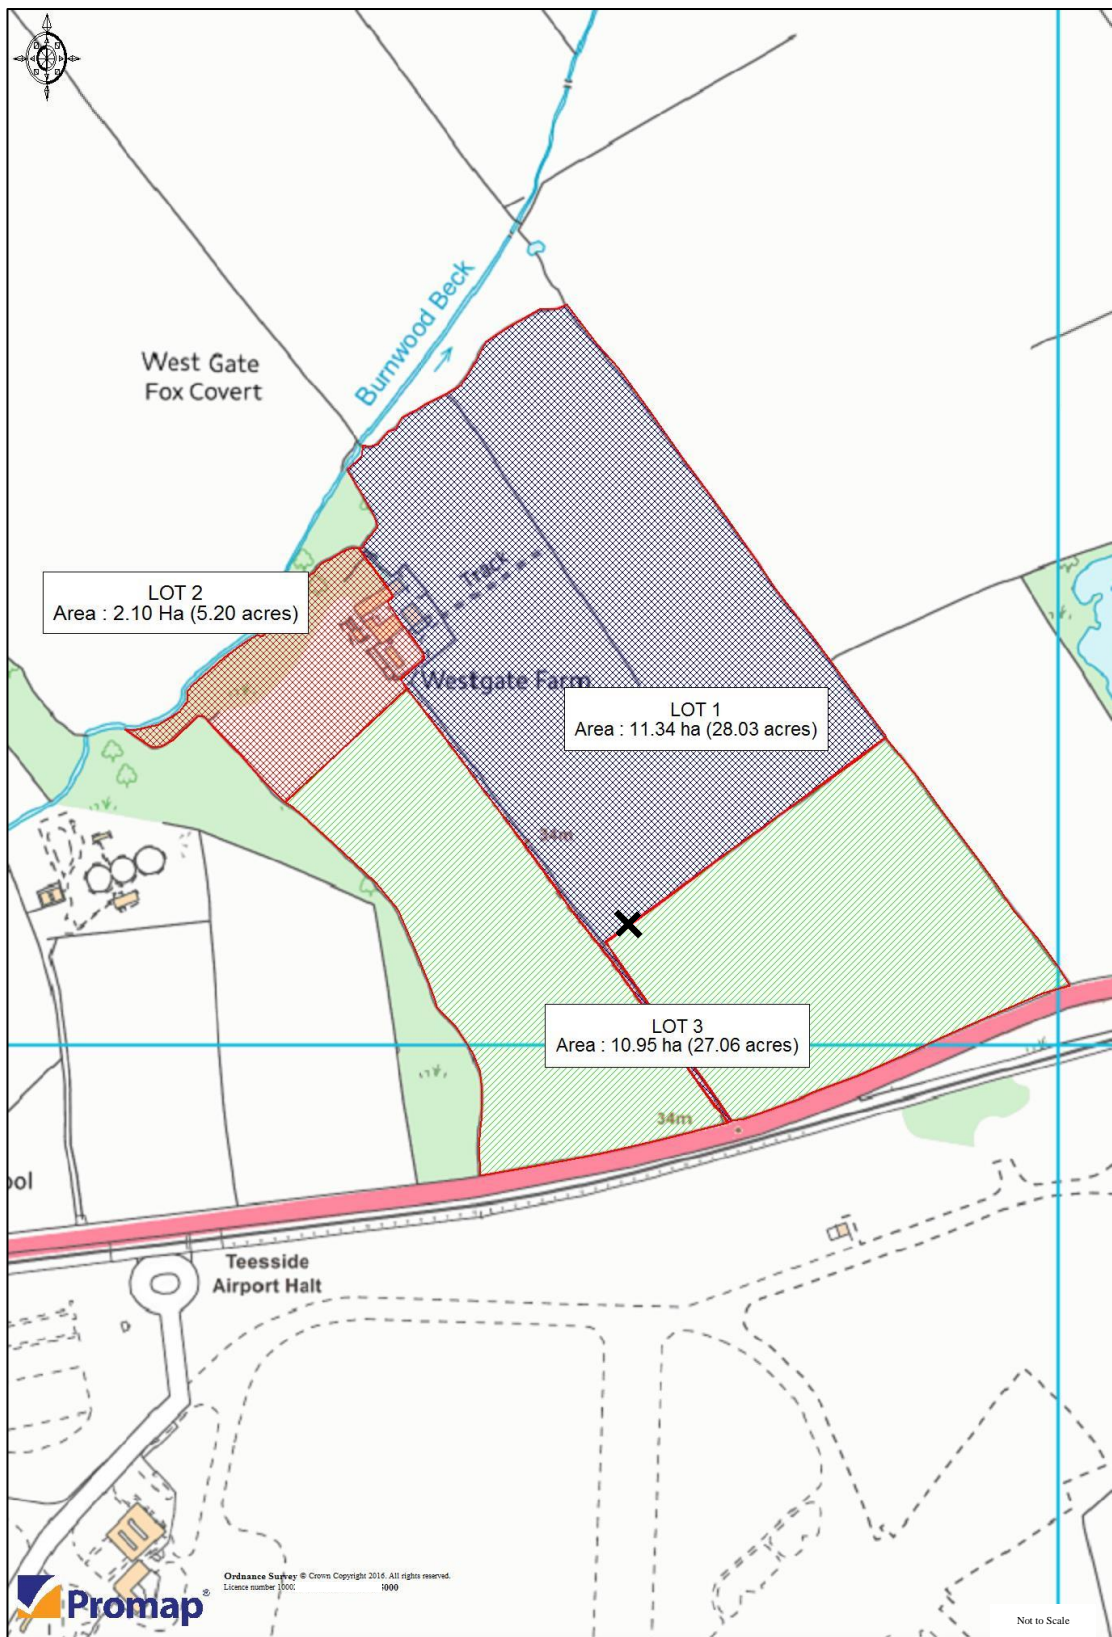 Burnwood Beck
West Gate
Fox Covert
LOT 2
Area : 2.10 Ha (5.20 acres)
Track
Westgate Farm
LOT 1
Area : 11.34 ha (28.03 acres)
34m
LOT 3
Area : 10.95 ha (27.06 acres)
34m
Teesside
Airport Halt
Promap®
Ordnance Survey © Crown Copyright 2016. All rights reserved.
Licence number
Not to Scale